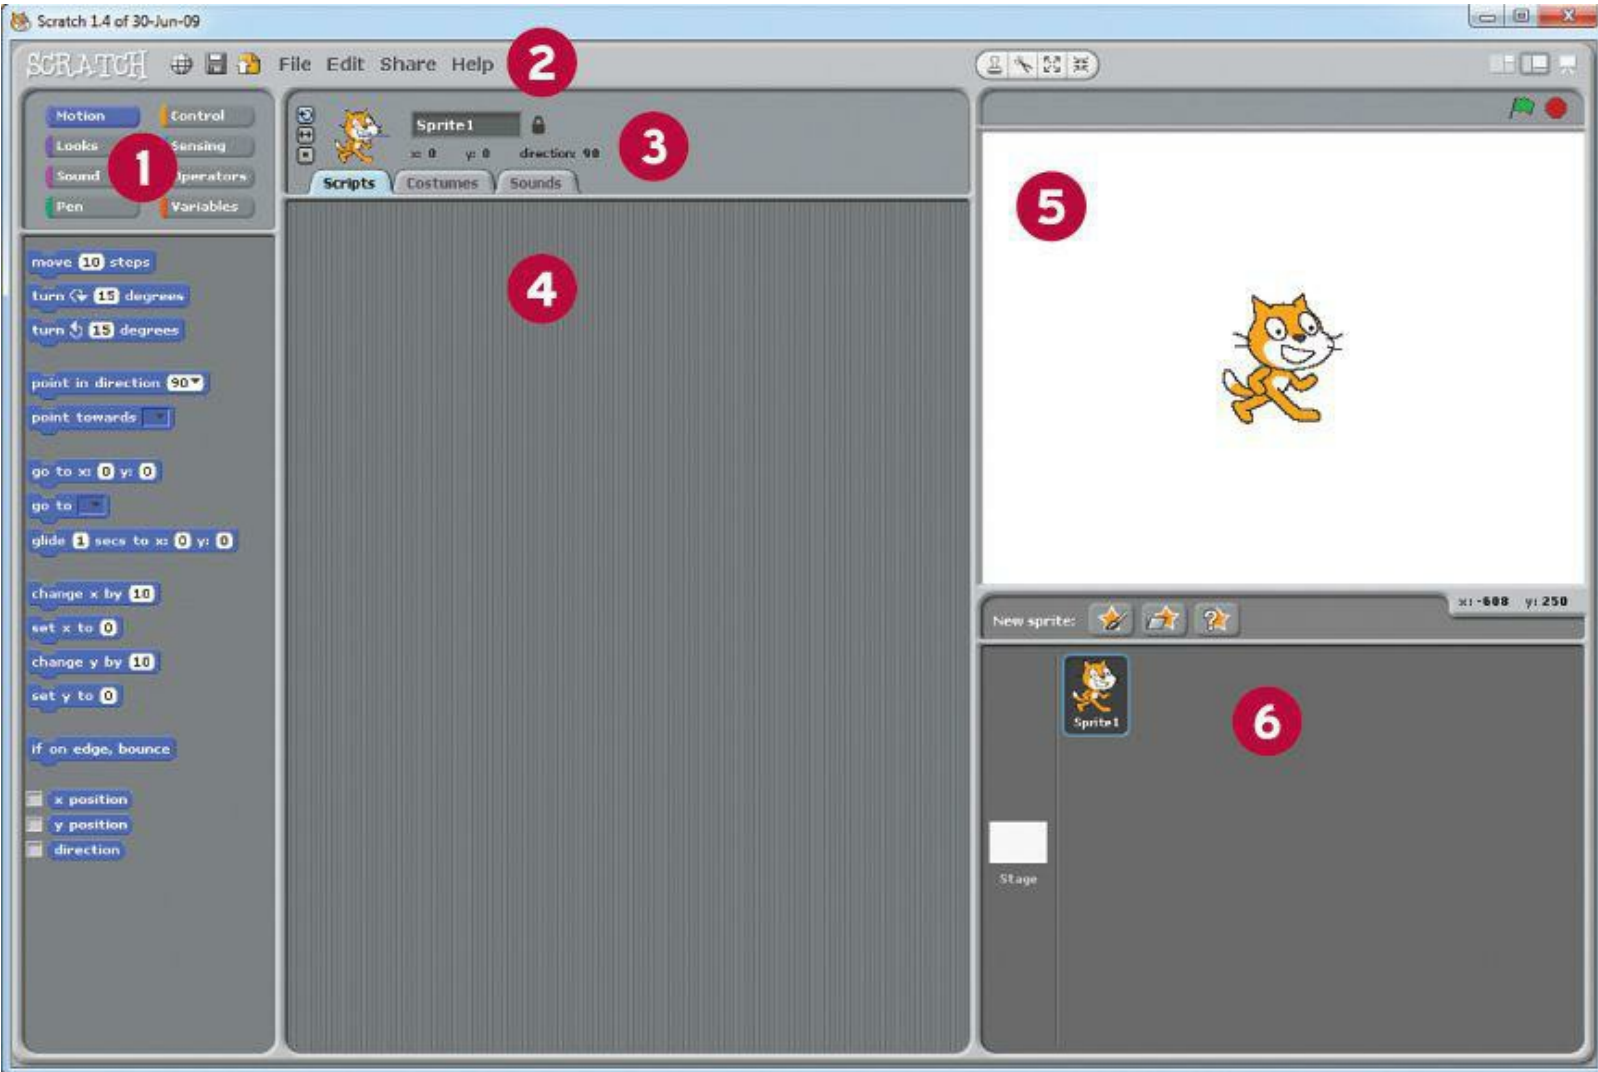 Scratch 1.4 of 30-Jun-09
SCRATCH File Edit Share Help
2
Motion Control
Looks Sensing
Sound Operators
Pen Variables
1
Sprite1
x: 0 y: 0 direction: 90
3
Scripts Costumes Sounds
move 10 steps
turn 15 degrees
turn 15 degrees
point in direction 90
point towards
go to x: 0 y: 0
go to
glide 1 secs to x: 0 y: 0
change x by 10
set x to 0
change y by 10
set y to 0
if on edge, bounce
x position
y position
direction
4
5
x: -608 y: 250
New sprite:
Sprite1
6
Stage